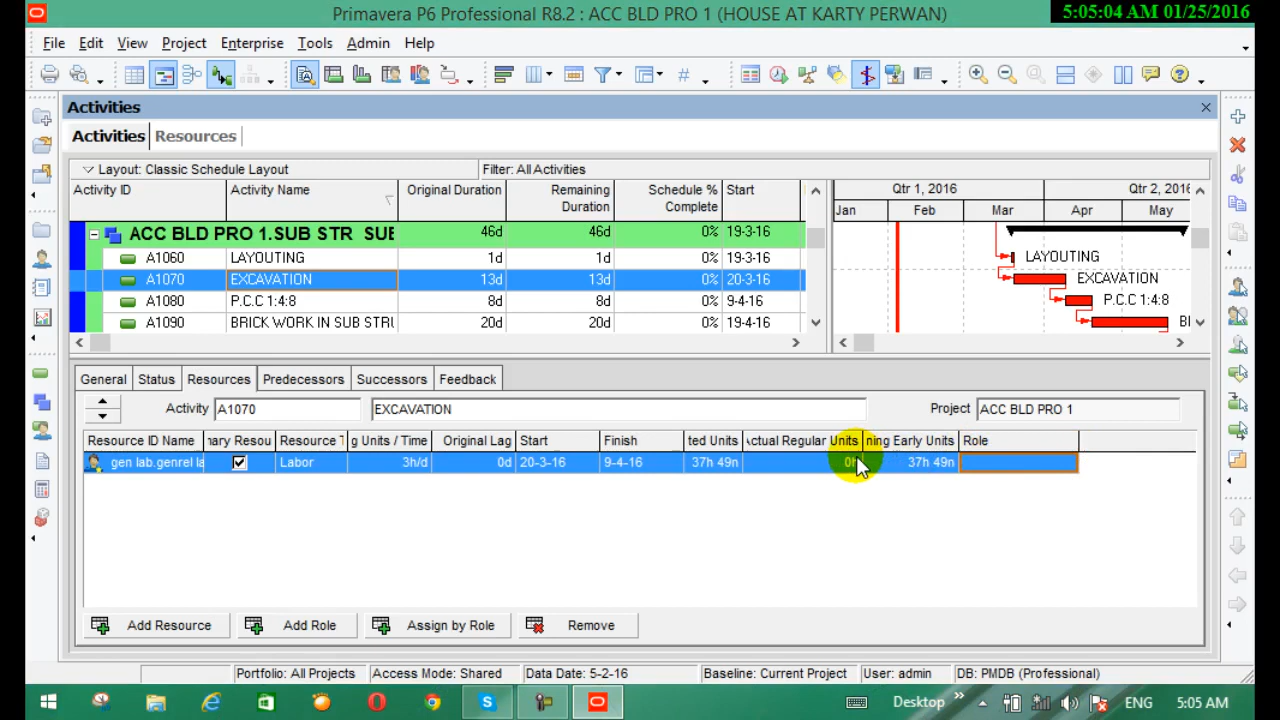 Primavera P6 Professional R8.2 : ACC BLD PRO 1 (HOUSE AT KARTY PERWAN)
5:05:04 AM 01/25/2016
File Edit View Project Enterprise Tools Admin Help
Activities
Activities Resources
Layout: Classic Schedule Layout Filter: All Activities
Activity ID Activity Name Original Duration Remaining Duration Schedule % Complete Start Qtr 1, 2016 Qtr 2, 2016
Jan Feb Mar Apr May
ACC BLD PRO 1.SUB STR SUE 46d 46d 0% 19-3-16
A1060 LAYOUTING 1d 1d 0% 19-3-16 LAYOUTING
A1070 EXCAVATION 13d 13d 0% 20-3-16 EXCAVATION
A1080 P.C.C 1:4:8 8d 8d 0% 9-4-16 P.C.C 1:4:8
A1090 BRICK WORK IN SUB STRU 20d 20d 0% 19-4-16 BI
General Status Resources Predecessors Successors Feedback
Activity A1070 EXCAVATION Project ACC BLD PRO 1
Resource ID Name nary Resou Resource T g Units / Time Original Lag Start Finish ted Units Actual Regular Units ning Early Units Role
gen lab.genrel la Labor 3h/d 0d 20-3-16 9-4-16 37h 49n 0h 37h 49n
Add Resource Add Role Assign by Role Remove
Portfolio: All Projects Access Mode: Shared Data Date: 5-2-16 Baseline: Current Project User: admin DB: PMDB (Professional)
Desktop ENG 5:05 AM